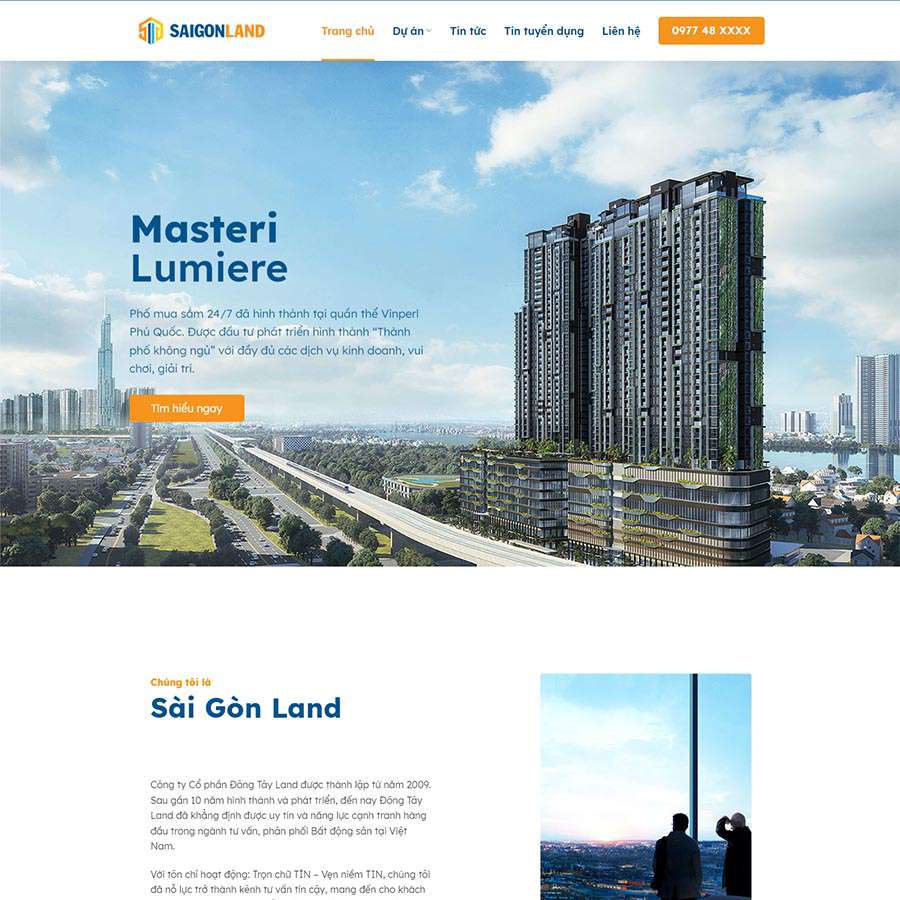 SAIGONLAND
Trang chủ
Dự án
Tin tức
Tin tuyển dụng
Liên hệ
0977 48 XXXX
Masteri
Lumiere
Phố mua sắm 24/7 đã hình thành tại quần thể Vinperl
Phú Quốc. Được đầu tư phát triển hình thành “Thành
phố không ngủ” với đầy đủ các dịch vụ kinh doanh, vui
chơi, giải trí.
Tìm hiểu ngay
Chúng tôi là
Sài Gòn Land
Công ty Cổ phần Đông Tây Land được thành lập từ năm 2009.
Sau gần 10 năm hình thành và phát triển, đến nay Đông Tây
Land đã khẳng định được uy tín và năng lực cạnh tranh hàng
đầu trong ngành tư vấn, phân phối Bất động sản tại Việt
Nam.
Với tôn chỉ hoạt động: Trọn chữ TÍN – Vẹn niềm TIN, chúng tôi
đã nỗ lực trở thành kênh tư vấn tin cậy, mang đến cho khách